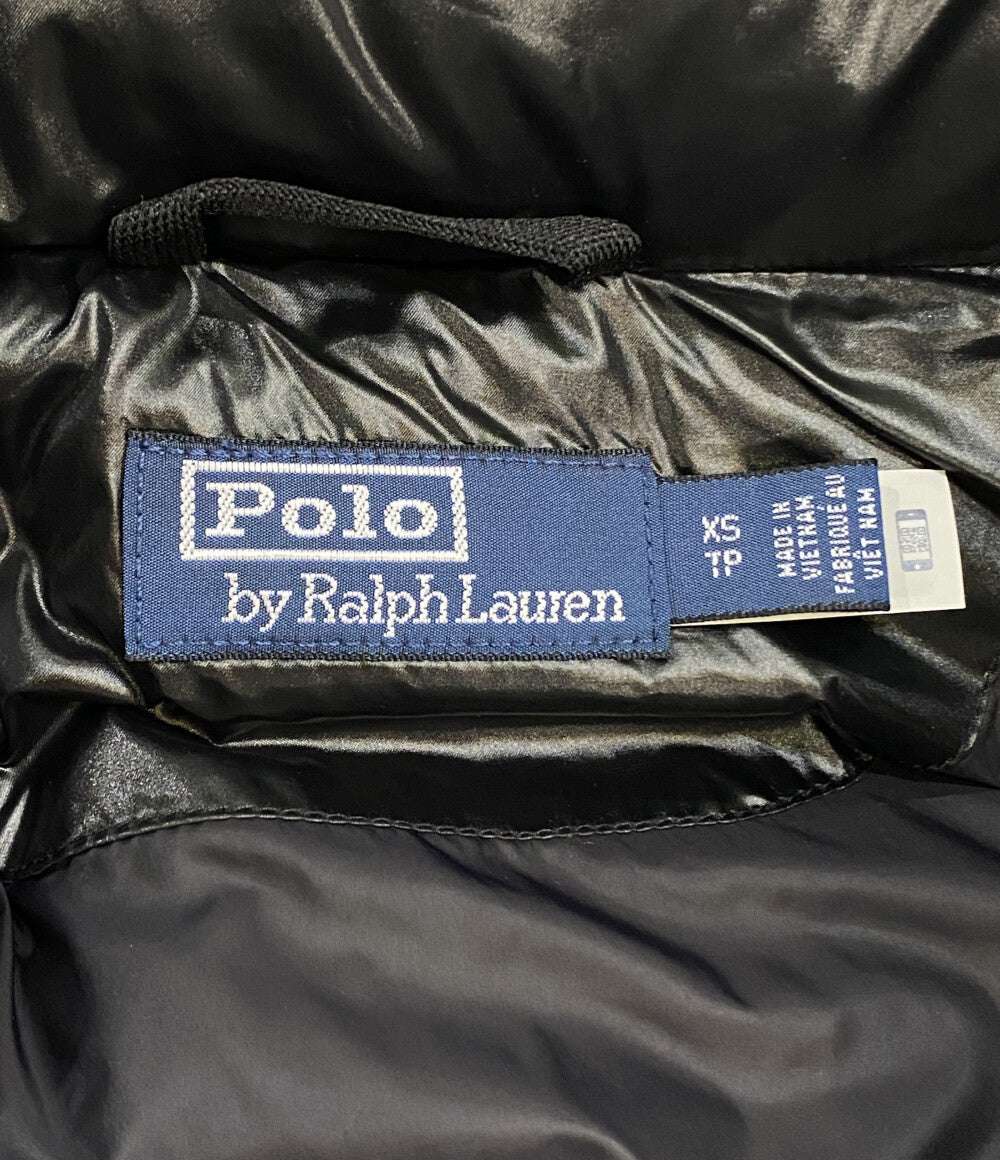 Polo
by Ralph Lauren
XS
TP
MADE IN
VIETNAM
FABRIQUÉ AU
VIÊT NAM